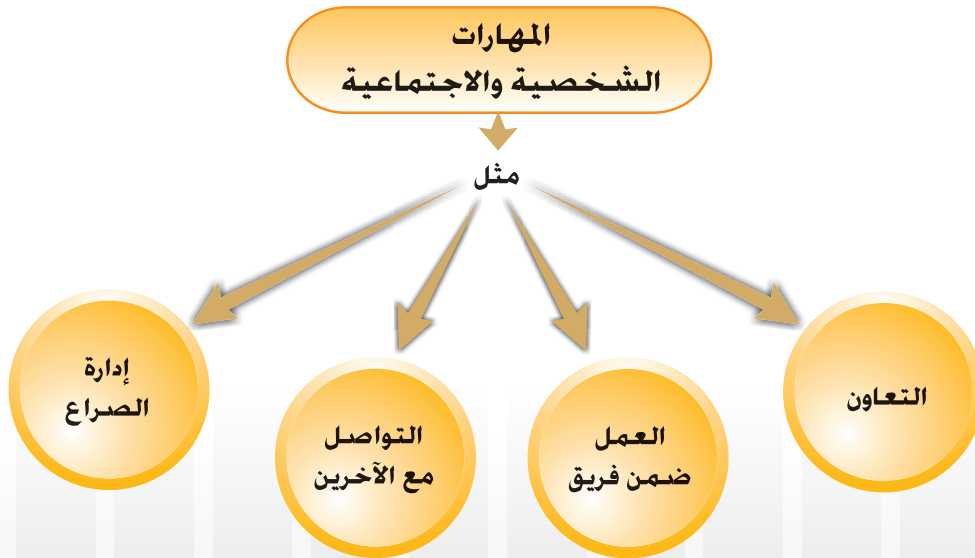 المهارات
الشخصية والاجتماعية
مثل
التعاون
العمل
ضمن فريق
التواصل
مع الآخرين
إدارة
الصراع